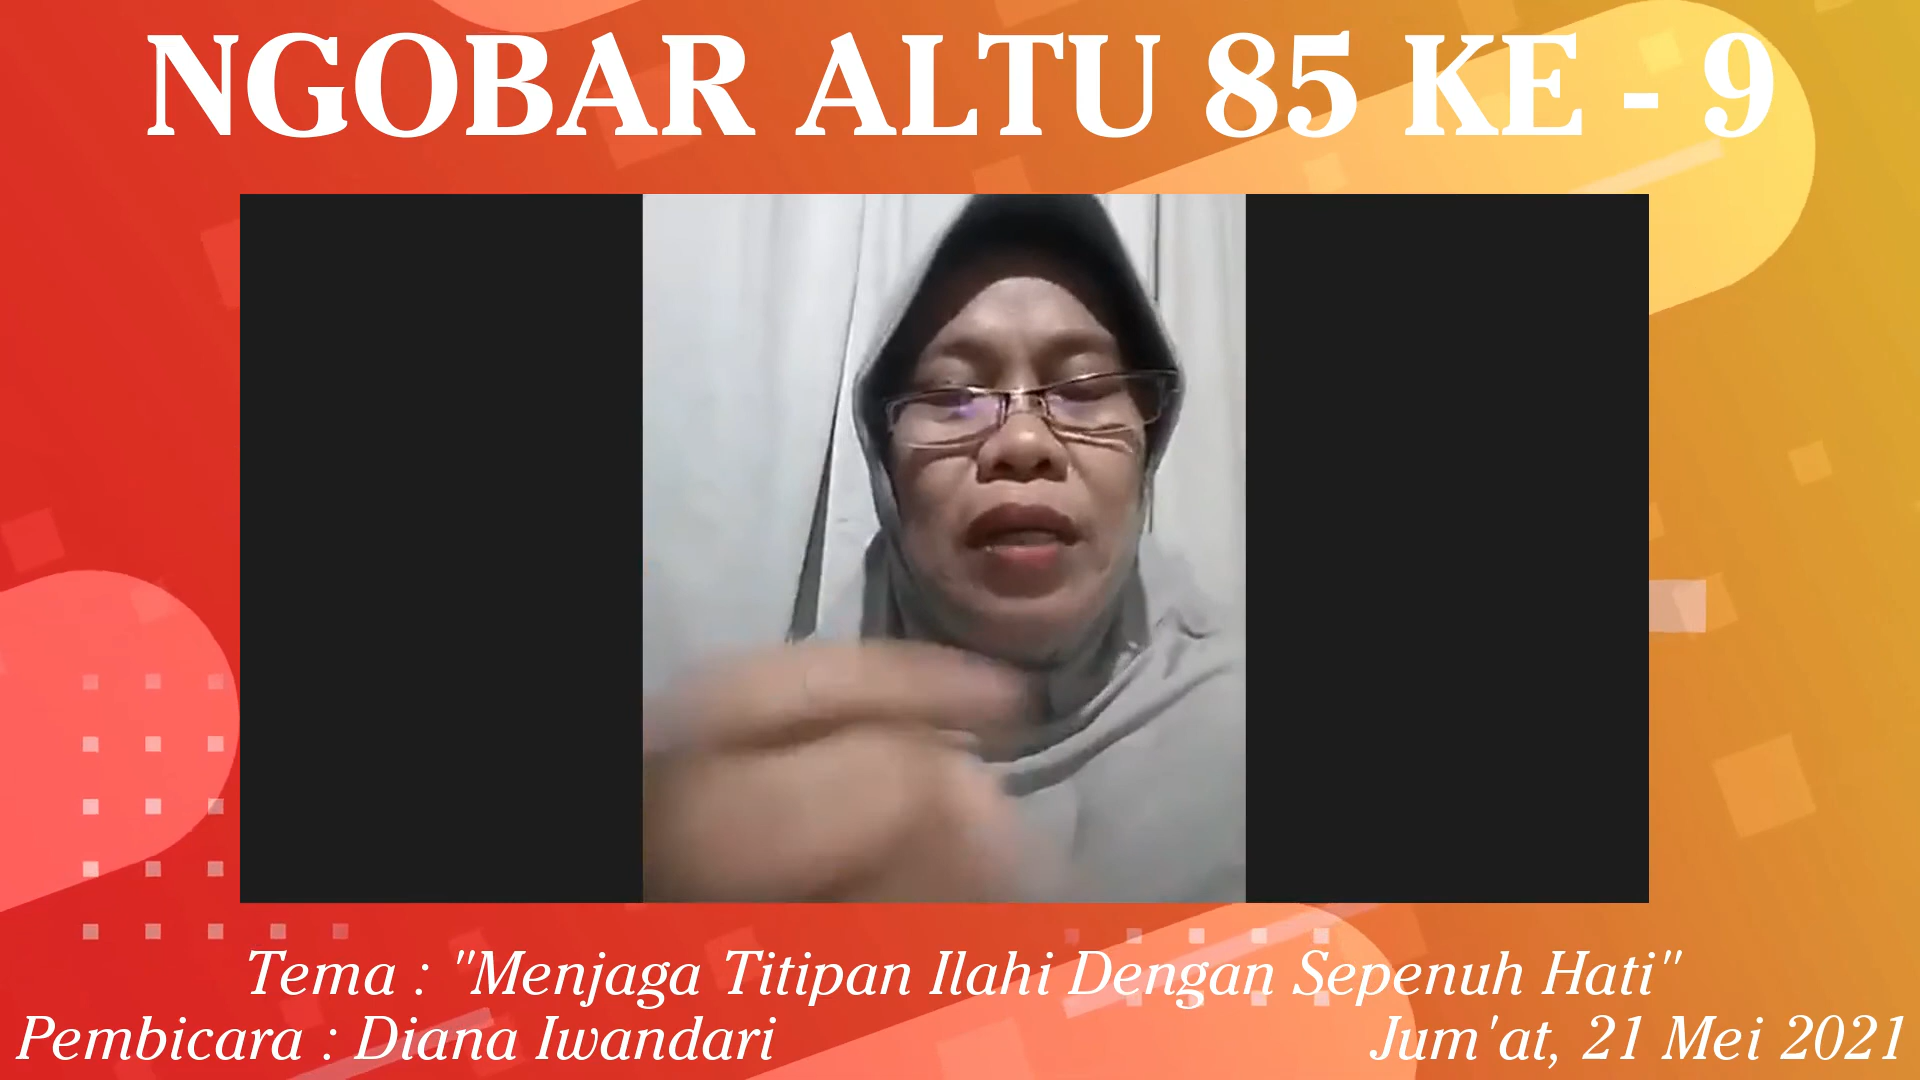 NGOBAR ALTU 85 KE - 9
Tema : "Menjaga Titipan Ilahi Dengan Sepenuh Hati"
Pembicara : Diana Iwandari
Jum'at, 21 Mei 2021